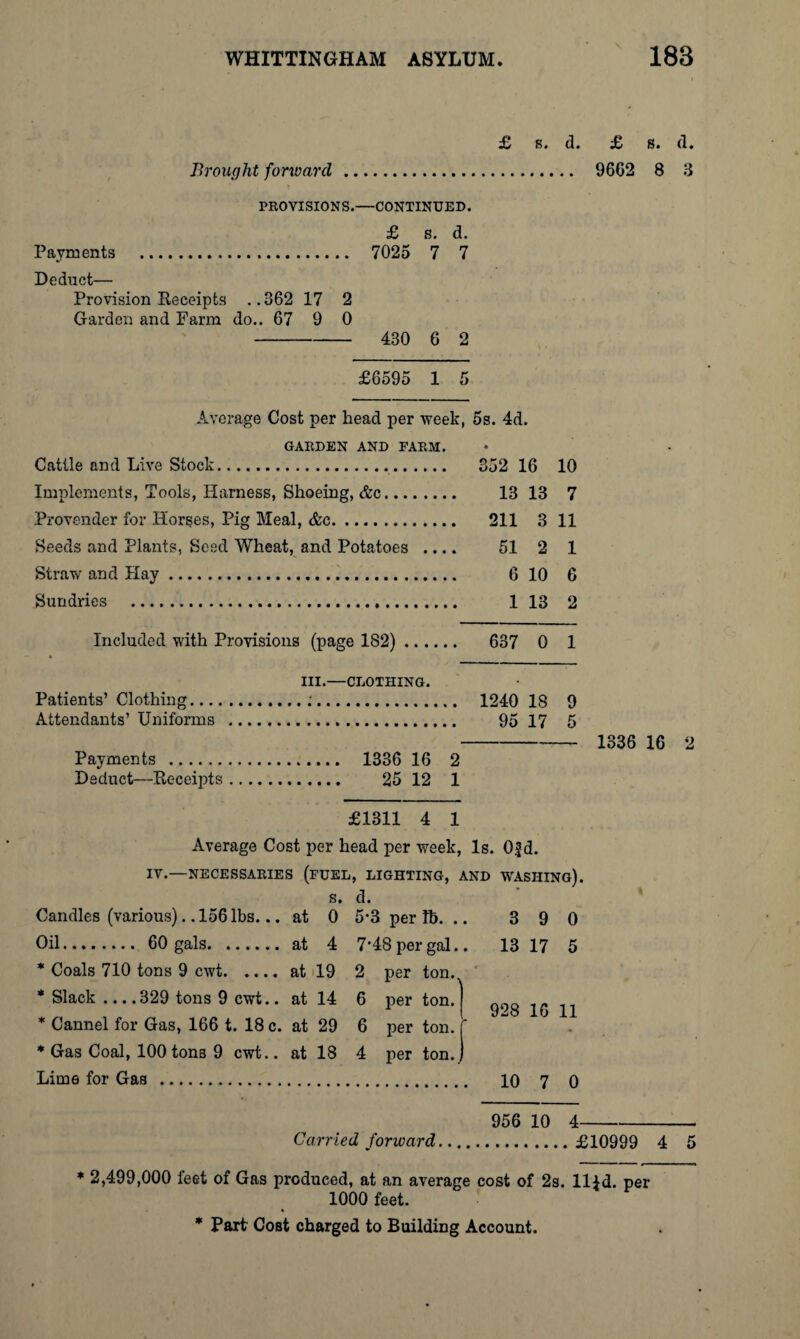 WHITTINGHAM ASYLUM. 183
£ s. d. £ s. d.
Brought forward .......................... 9662 8 3
PROVISIONS.—CONTINUED.
£ s. d.
Payments ...................... 7025 7 7
Deduct—
Provision Receipts ..362 17 2
Garden and Farm do.. 67 9 0
430 6 2
£6595 1 5
Average Cost per head per week, 5s. 4d.
GARDEN AND FARM.
Cattle and Live Stock........................... 352 16 10
Implements, Tools, Harness, Shoeing, &c......... 13 13 7
Provender for Horses, Pig Meal, &c.............. 211 3 11
Seeds and Plants, Seed Wheat, and Potatoes .... 51 2 1
Straw and Hay................................. 6 10 6
Sundries .................................... 1 13 2
Included with Provisions (page 182) ...... 637 0 1
III.—CLOTHING.
Patients' Clothing............................. 1240 18 9
Attendants' Uniforms .......................... 95 17 5
1336 16 2
Payments ...................... 1336 16 2
Deduct—Receipts.............. 25 12 1
£1311 4 1
Average Cost per head per week, 1s. 0¾d.
IV.—NECESSARIES (FUEL, LIGHTING, AND WASHING).
s. d.
Candles (various)..156 lbs... at 0 5·3 per lb. .. 3 9 0
Oil......... 60 gals. ....... at 4 7·48 per gal.. 13 17 5
* Coals 710 tons 9 cwt. ..... at 19 2 per ton.
* Slack ....329 tons 9 cwt.. at 14 6 per ton. 928 16 11
* Cannel for Gas, 166 t. 18 c. at 29 6 per ton.
* Gas Coal, 100 tons 9 cwt.. at 18 4 per ton.
Lime for Gas ................................. 10 7 0
956 10 4
Carried forward............... £10999 4 5
* 2,499,000 feet of Gas produced, at an average cost of 2s. 11¼d. per
1000 feet.
* Part Cost charged to Building Account.